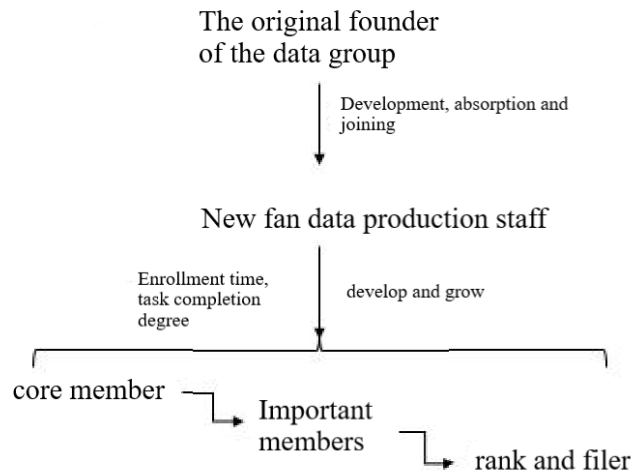 The original founder
of the data group
Development, absorption and
joining
New fan data production staff
Enrollment time,
task completion
degree
develop and grow
core member
Important
members
rank and filer